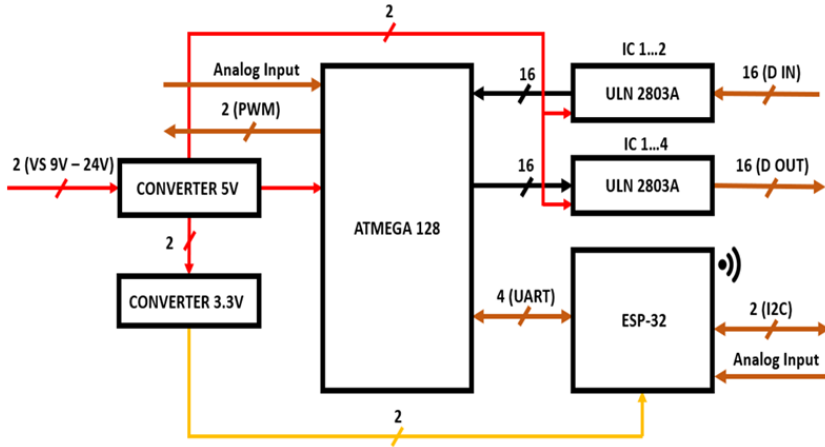 2
IC 1...2
Analog Input
16
ULN 2803A
16 (D IN)
2 (PWM)
IC 1...4
2 (VS 9V – 24V)
CONVERTER 5V
16
ULN 2803A
16 (D OUT)
ATMEGA 128
2
CONVERTER 3.3V
4 (UART)
ESP-32
2 (I2C)
Analog Input
2